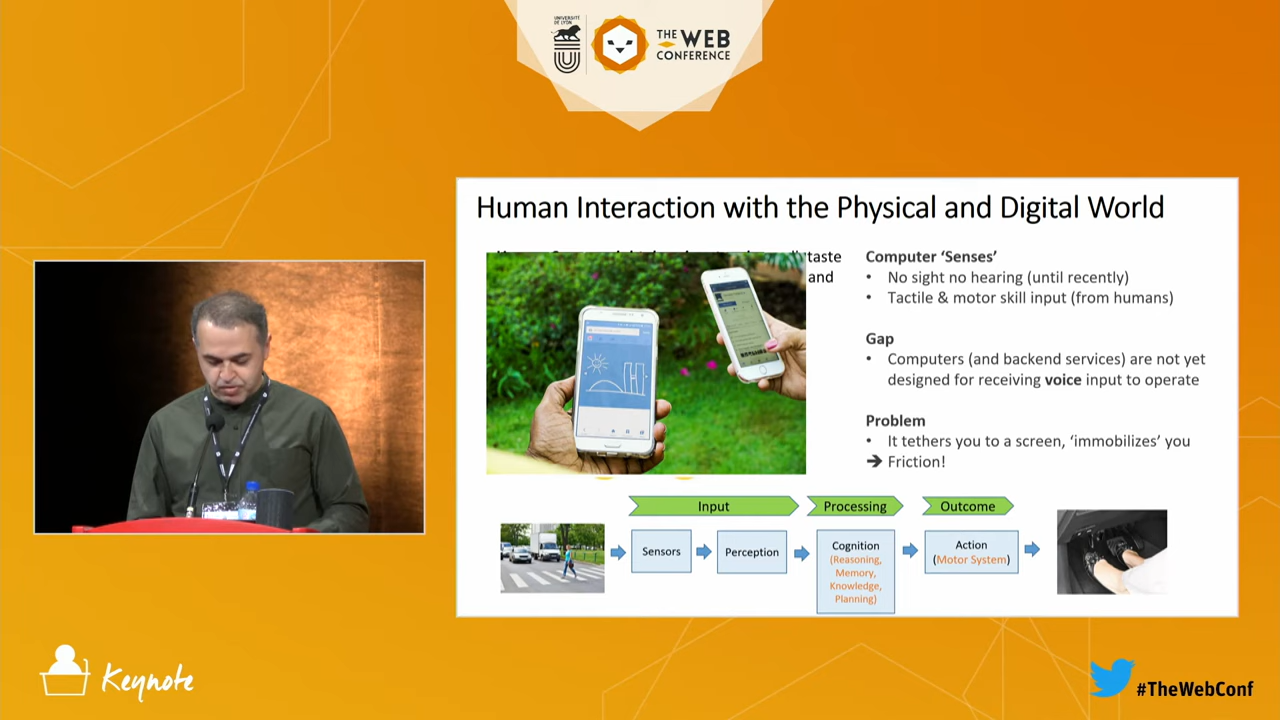 UNIVERSITÉ
DE LYON
THE WEB
CONFERENCE
Human Interaction with the Physical and Digital World
taste
and
Computer ‘Senses’
• No sight no hearing (until recently)
• Tactile & motor skill input (from humans)
Gap
• Computers (and backend services) are not yet
designed for receiving voice input to operate
Problem
• It tethers you to a screen, ‘immobilizes’ you
➔ Friction!
Input
Processing
Outcome
Sensors
Perception
Cognition
(Reasoning,
Memory,
Knowledge,
Planning)
Action
(Motor System)
Keynote
#TheWebConf